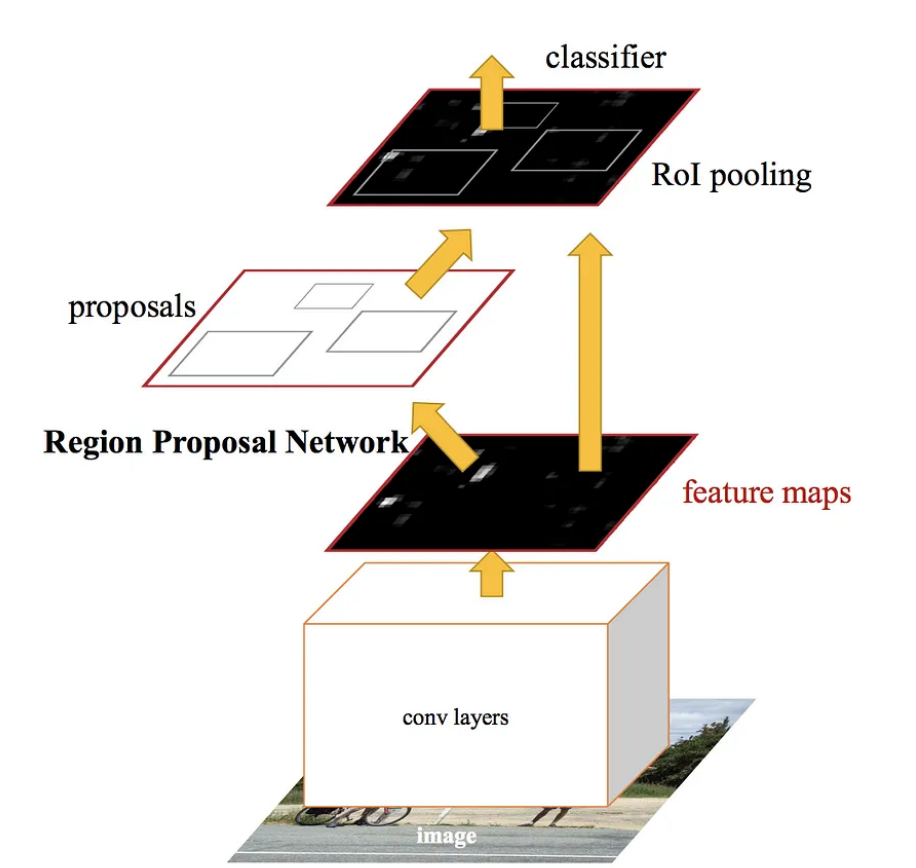 classifier
RoI pooling
proposals
Region Proposal Network
feature maps
conv layers
image